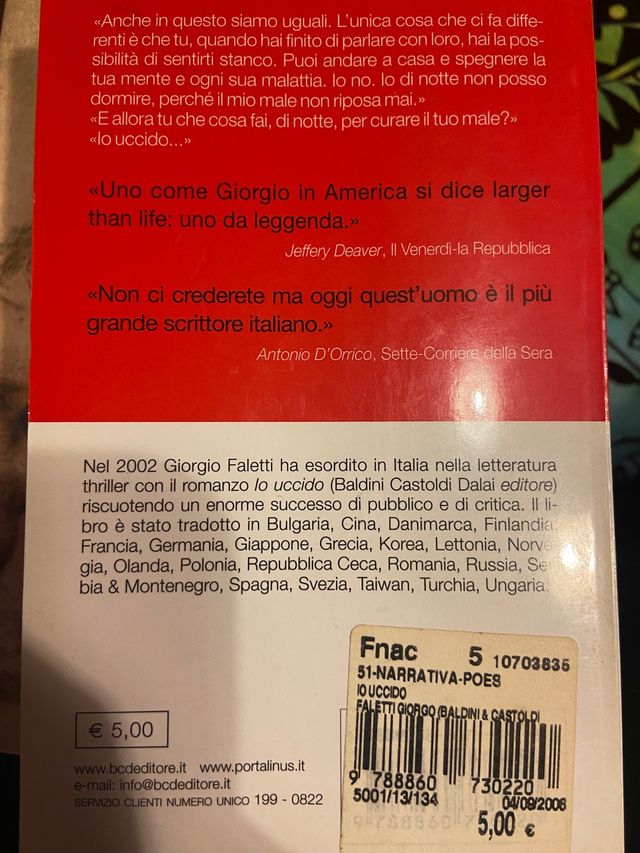 «Anche in questo siamo uguali. L'unica cosa che ci fa diffe-
renti è che tu, quando hai finito di parlare con loro, hai la pos-
sibilità di sentirti stanco. Puoi andare a casa e spegnere la
tua mente e ogni sua malattia. Io no. Io di notte non posso
dormire, perché il mio male non riposa mai.»
«E allora tu che cosa fai, di notte, per curare il tuo male?»
«Io uccido...»
«Uno come Giorgio in America si dice larger
than life: uno da leggenda.»
Jeffery Deaver, Il Venerdì-la Repubblica
«Non ci crederete ma oggi quest'uomo è il più
grande scrittore italiano.»
Antonio D'Orrico, Sette-Corriere della Sera
Nel 2002 Giorgio Faletti ha esordito in Italia nella letteratura
thriller con il romanzo Io uccido (Baldini Castoldi Dalai editore)
riscuotendo un enorme successo di pubblico e di critica. Il li-
bro è stato tradotto in Bulgaria, Cina, Danimarca, Finlandia,
Francia, Germania, Giappone, Grecia, Korea, Lettonia, Norve-
gia, Olanda, Polonia, Repubblica Ceca, Romania, Russia, Ser-
bia & Montenegro, Spagna, Svezia, Taiwan, Turchia, Ungaria.
Fnac 5 10703835
51-NARRATIVA-POES
IO UCCIDO
FALETTI GIORGO (BALDINI & CASTOLDI
9 788860 730220
5001/13/134 04/09/2006
5,00 €
€ 5,00
www.bcdeditore.it www.portalinus.it
e-mail: info@bcdeditore.it
SERVIZIO CLIENTI NUMERO UNICO 199 - 0822